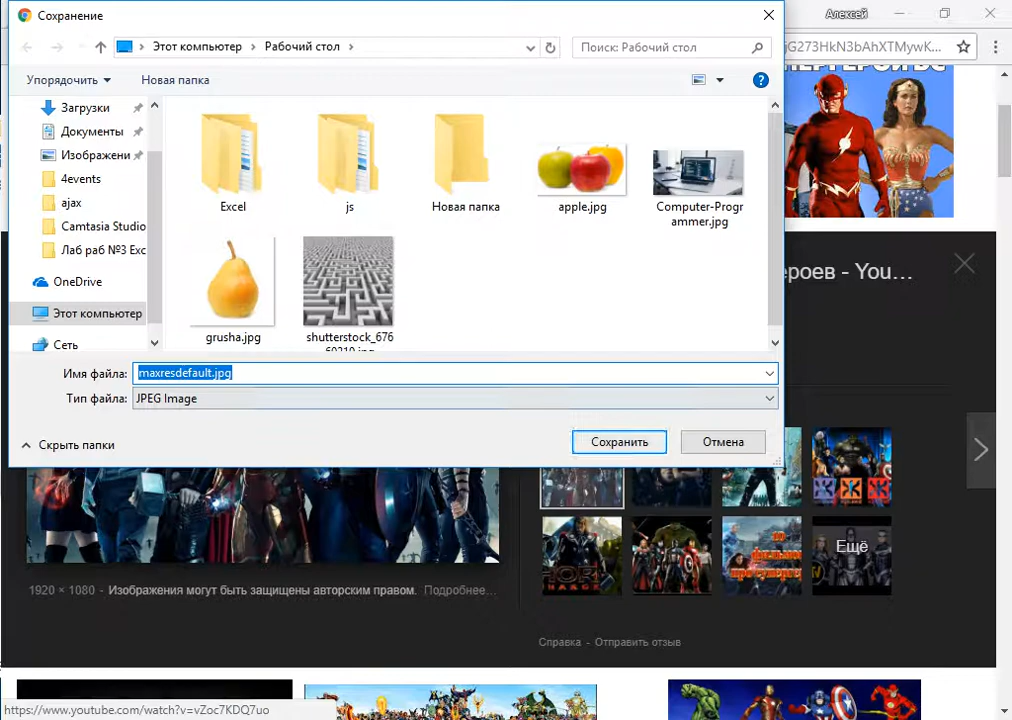 Сохранение
Алексей
Этот компьютер
Рабочий стол
Поиск: Рабочий стол
Упорядочить
Новая папка
Загрузки
Документы
Изображени
4events
ajax
Camtasia Studio
Лаб раб №3 Exc
OneDrive
Этот компьютер
Сеть
Excel
js
Новая папка
apple.jpg
Computer-Progr
ammer.jpg
grusha.jpg
shutterstock_676
Имя файла:
maxresdefault.jpg
Тип файла:
JPEG Image
Скрыть папки
Сохранить
Отмена
jG273HkN3bAhXTMywK...
ероев - You...
Ещё
1920 × 1080 - Изображения могут быть защищены авторским правом. Подробнее...
Справка - Отправить отзыв
https://www.youtube.com/watch?v=vZoc7KDQ7uo